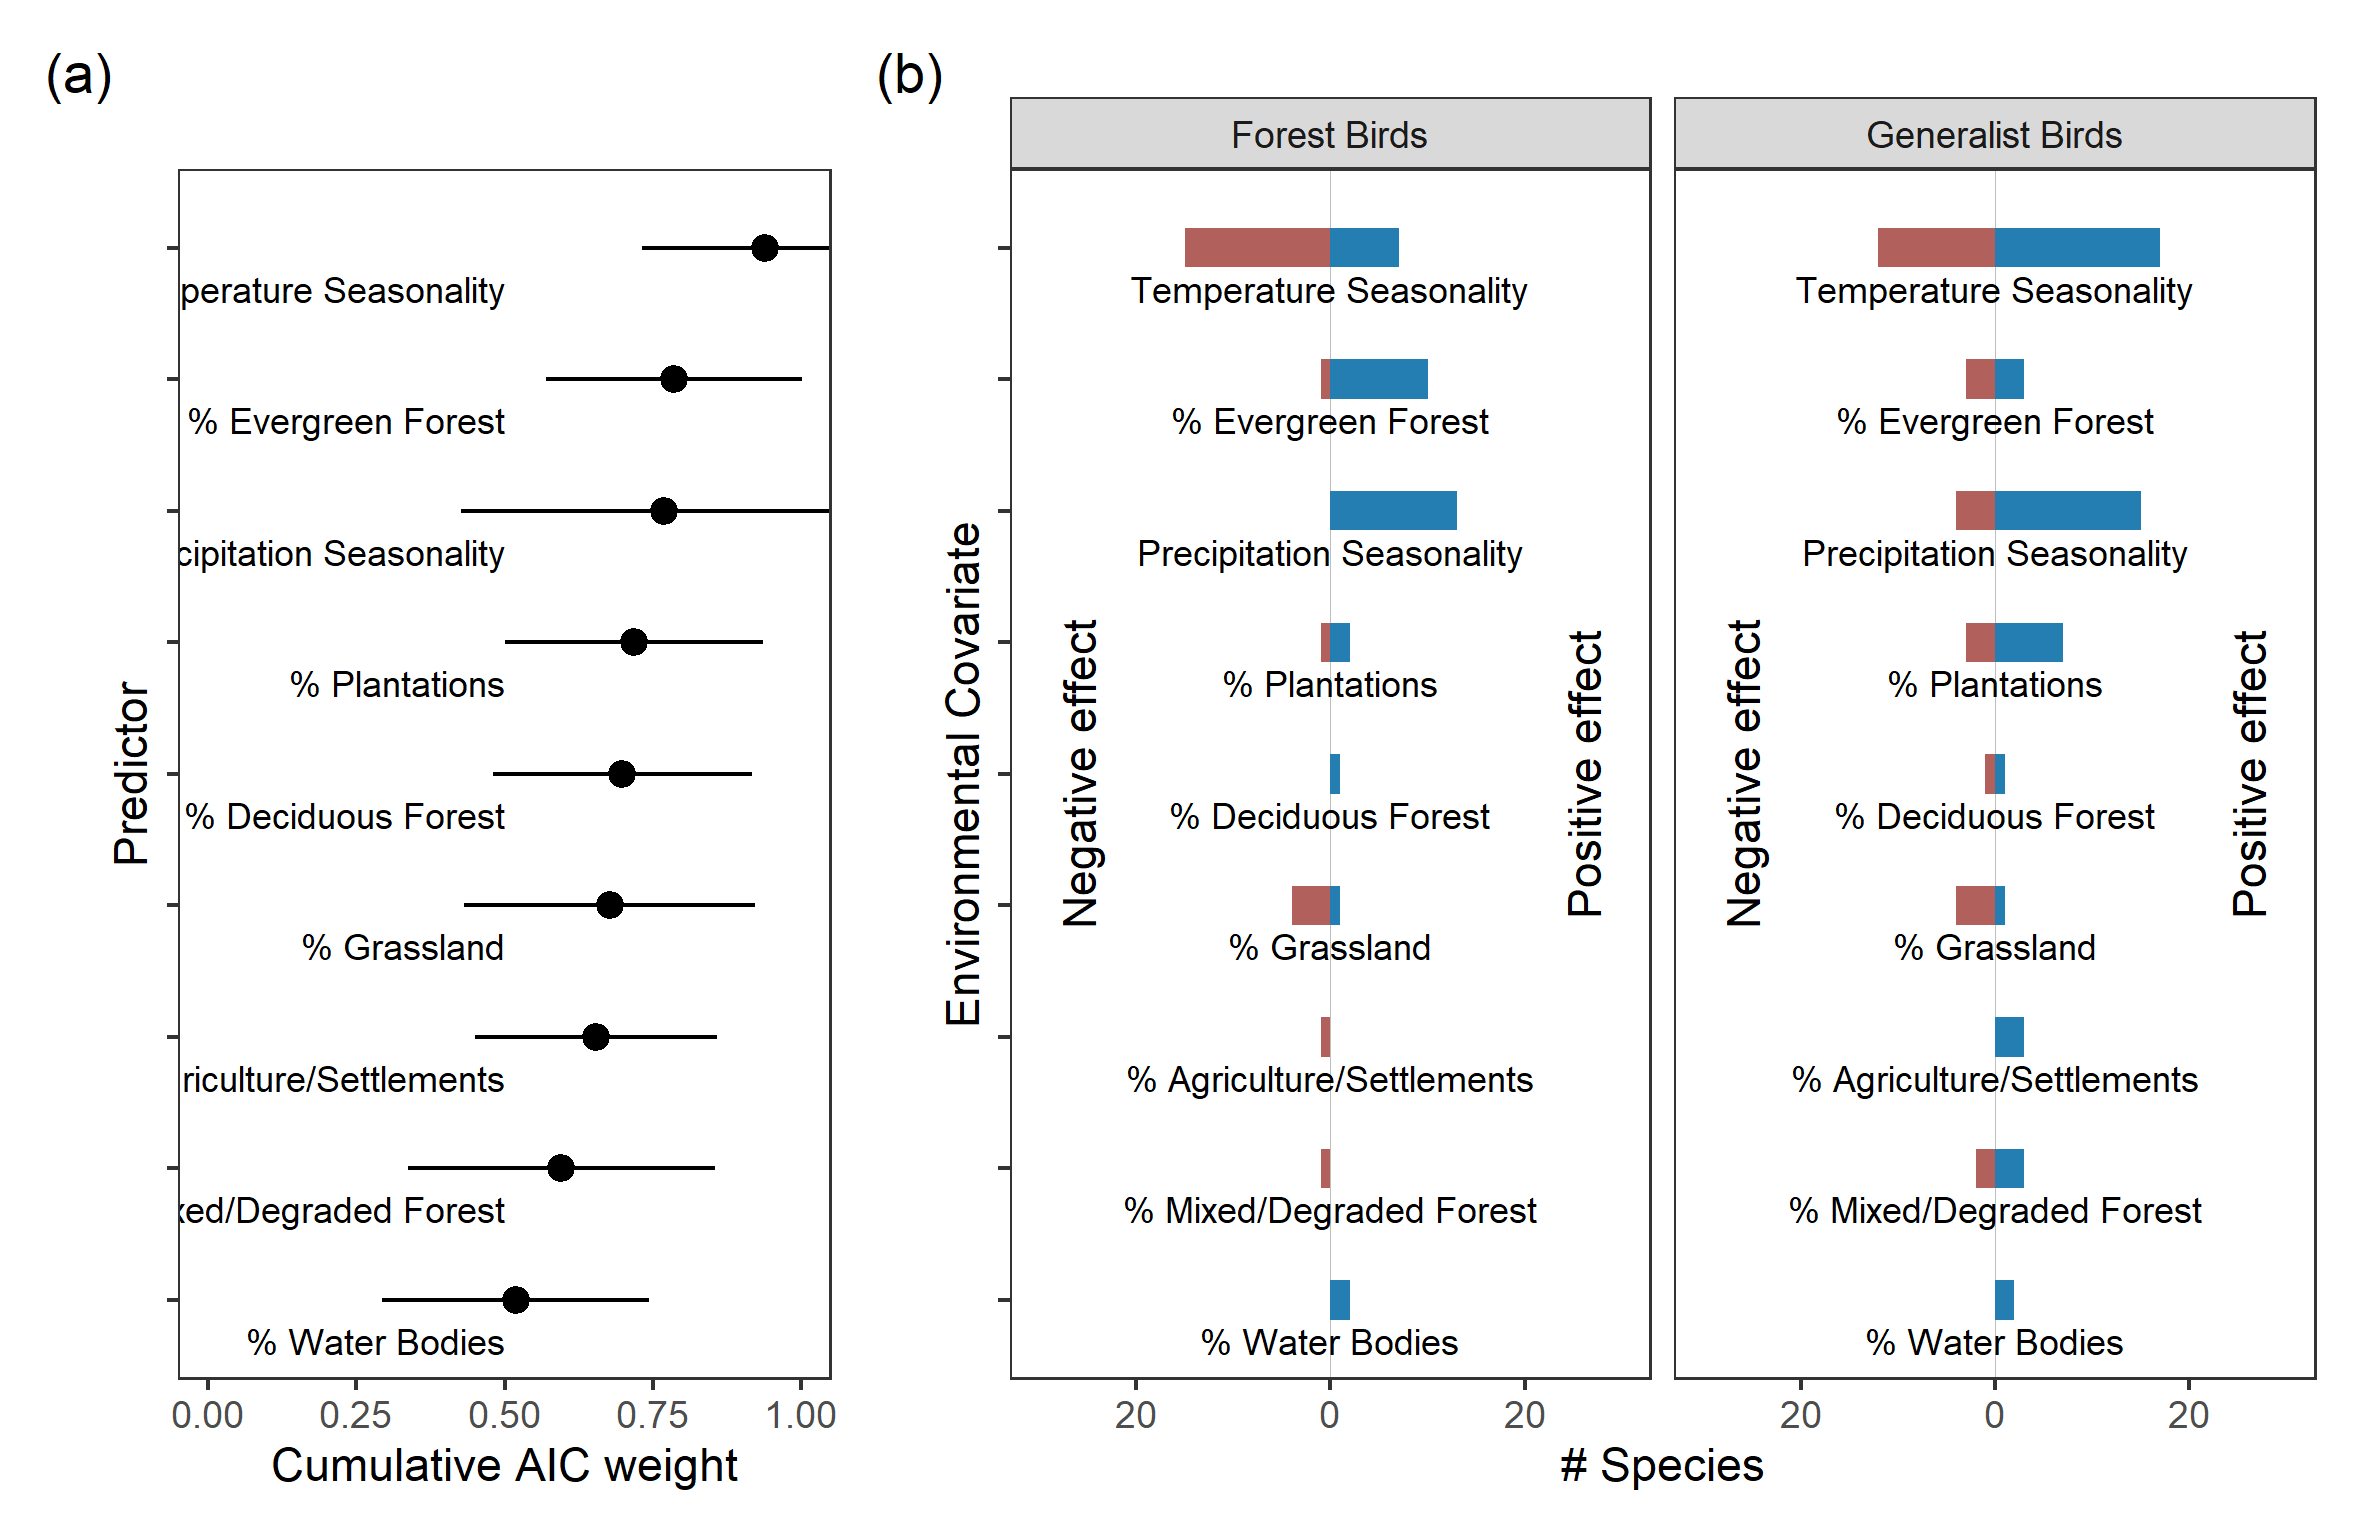 (a)
perature Seasonality
% Evergreen Forest
cipitation Seasonality
% Plantations
% Deciduous Forest
% Grassland
riculture/Settlements
xed/Degraded Forest
% Water Bodies
Predictor
0.00 0.25 0.50 0.75 1.00
Cumulative AIC weight
(b)
Environmental Covariate
Forest Birds
Temperature Seasonality
% Evergreen Forest
Precipitation Seasonality
% Plantations
% Deciduous Forest
% Grassland
% Agriculture/Settlements
% Mixed/Degraded Forest
% Water Bodies
Negative effect
Positive effect
20 0 20
Generalist Birds
Temperature Seasonality
% Evergreen Forest
Precipitation Seasonality
% Plantations
% Deciduous Forest
% Grassland
% Agriculture/Settlements
% Mixed/Degraded Forest
% Water Bodies
Negative effect
Positive effect
20 0 20
# Species